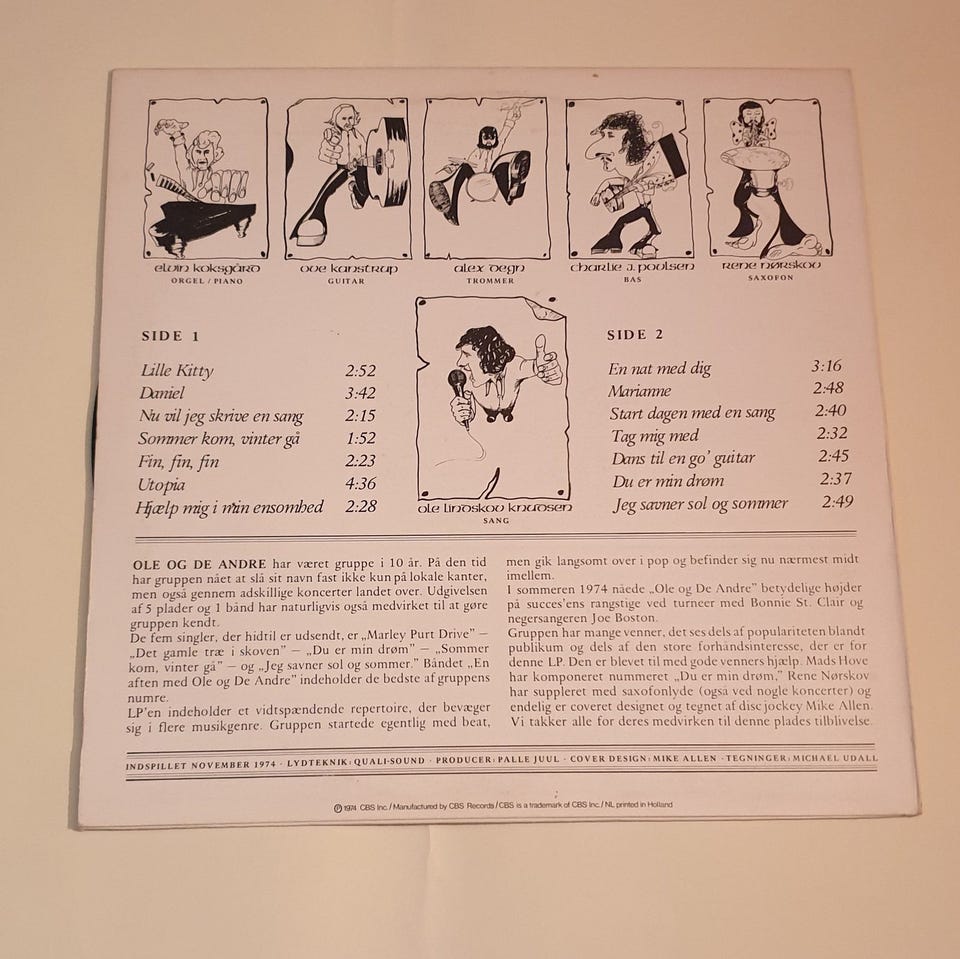 elvin koksgård
ORGEL / PIANO
ove kanstrup
GUITAR
alex degn
TROMMER
charlie j. poulsen
BAS
rene nørskov
SAXOFON
SIDE 1
Lille Kitty 2:52
Daniel 3:42
Nu vil jeg skrive en sang 2:15
Sommer kom, vinter gå 1:52
Fin, fin, fin 2:23
Utopia 4:36
Hjælp mig i min ensomhed 2:28
ole lindskov knudsen
SANG
SIDE 2
En nat med dig 3:16
Marianne 2:48
Start dagen med en sang 2:40
Tag mig med 2:32
Dans til en go' guitar 2:45
Du er min drøm 2:37
Jeg savner sol og sommer 2:49
OLE OG DE ANDRE har været gruppe i 10 år. På den tid
har gruppen nået at slå sit navn fast ikke kun på lokale kanter,
men også gennem adskillige koncerter landet over. Udgivelsen
af 5 plader og 1 bånd har naturligvis også medvirket til at gøre
gruppen kendt.
De fem singler, der hidtil er udsendt, er „Marley Purt Drive" –
„Det gamle træ i skoven" – „Du er min drøm" – „Sommer
kom, vinter gå" – og „Jeg savner sol og sommer." Båndet „En
aften med Ole og De Andre" indeholder de bedste af gruppens
numre.
LP'en indeholder et vidtspændende repertoire, der bevæger
sig i flere musikgenre. Gruppen startede egentlig med beat,
men gik langsomt over i pop og befinder sig nu nærmest midt
imellem.
I sommeren 1974 nåede „Ole og De Andre" betydelige højder
på succes'ens rangstige ved turneer med Bonnie St. Clair og
negersangeren Joe Boston.
Gruppen har mange venner, det ses dels af populariteten blandt
publikum og dels af den store forhåndsinteresse, der er for
denne LP. Den er blevet til med gode venners hjælp. Mads Hove
har komponeret nummeret „Du er min drøm," Rene Nørskov
har suppleret med saxofonlyde (også ved nogle koncerter) og
endelig er coveret designet og tegnet af disc jockey Mike Allen.
Vi takker alle for deres medvirken til denne plades tilblivelse.
INDSPILLET NOVEMBER 1974 · LYDTEKNIK: QUALI-SOUND · PRODUCER: PALLE JUUL · COVER DESIGN: MIKE ALLEN · TEGNINGER: MICHAEL UDALL
Ⓟ 1974 CBS Inc. / Manufactured by CBS Records / CBS is a trademark of CBS Inc. / NL printed in Holland